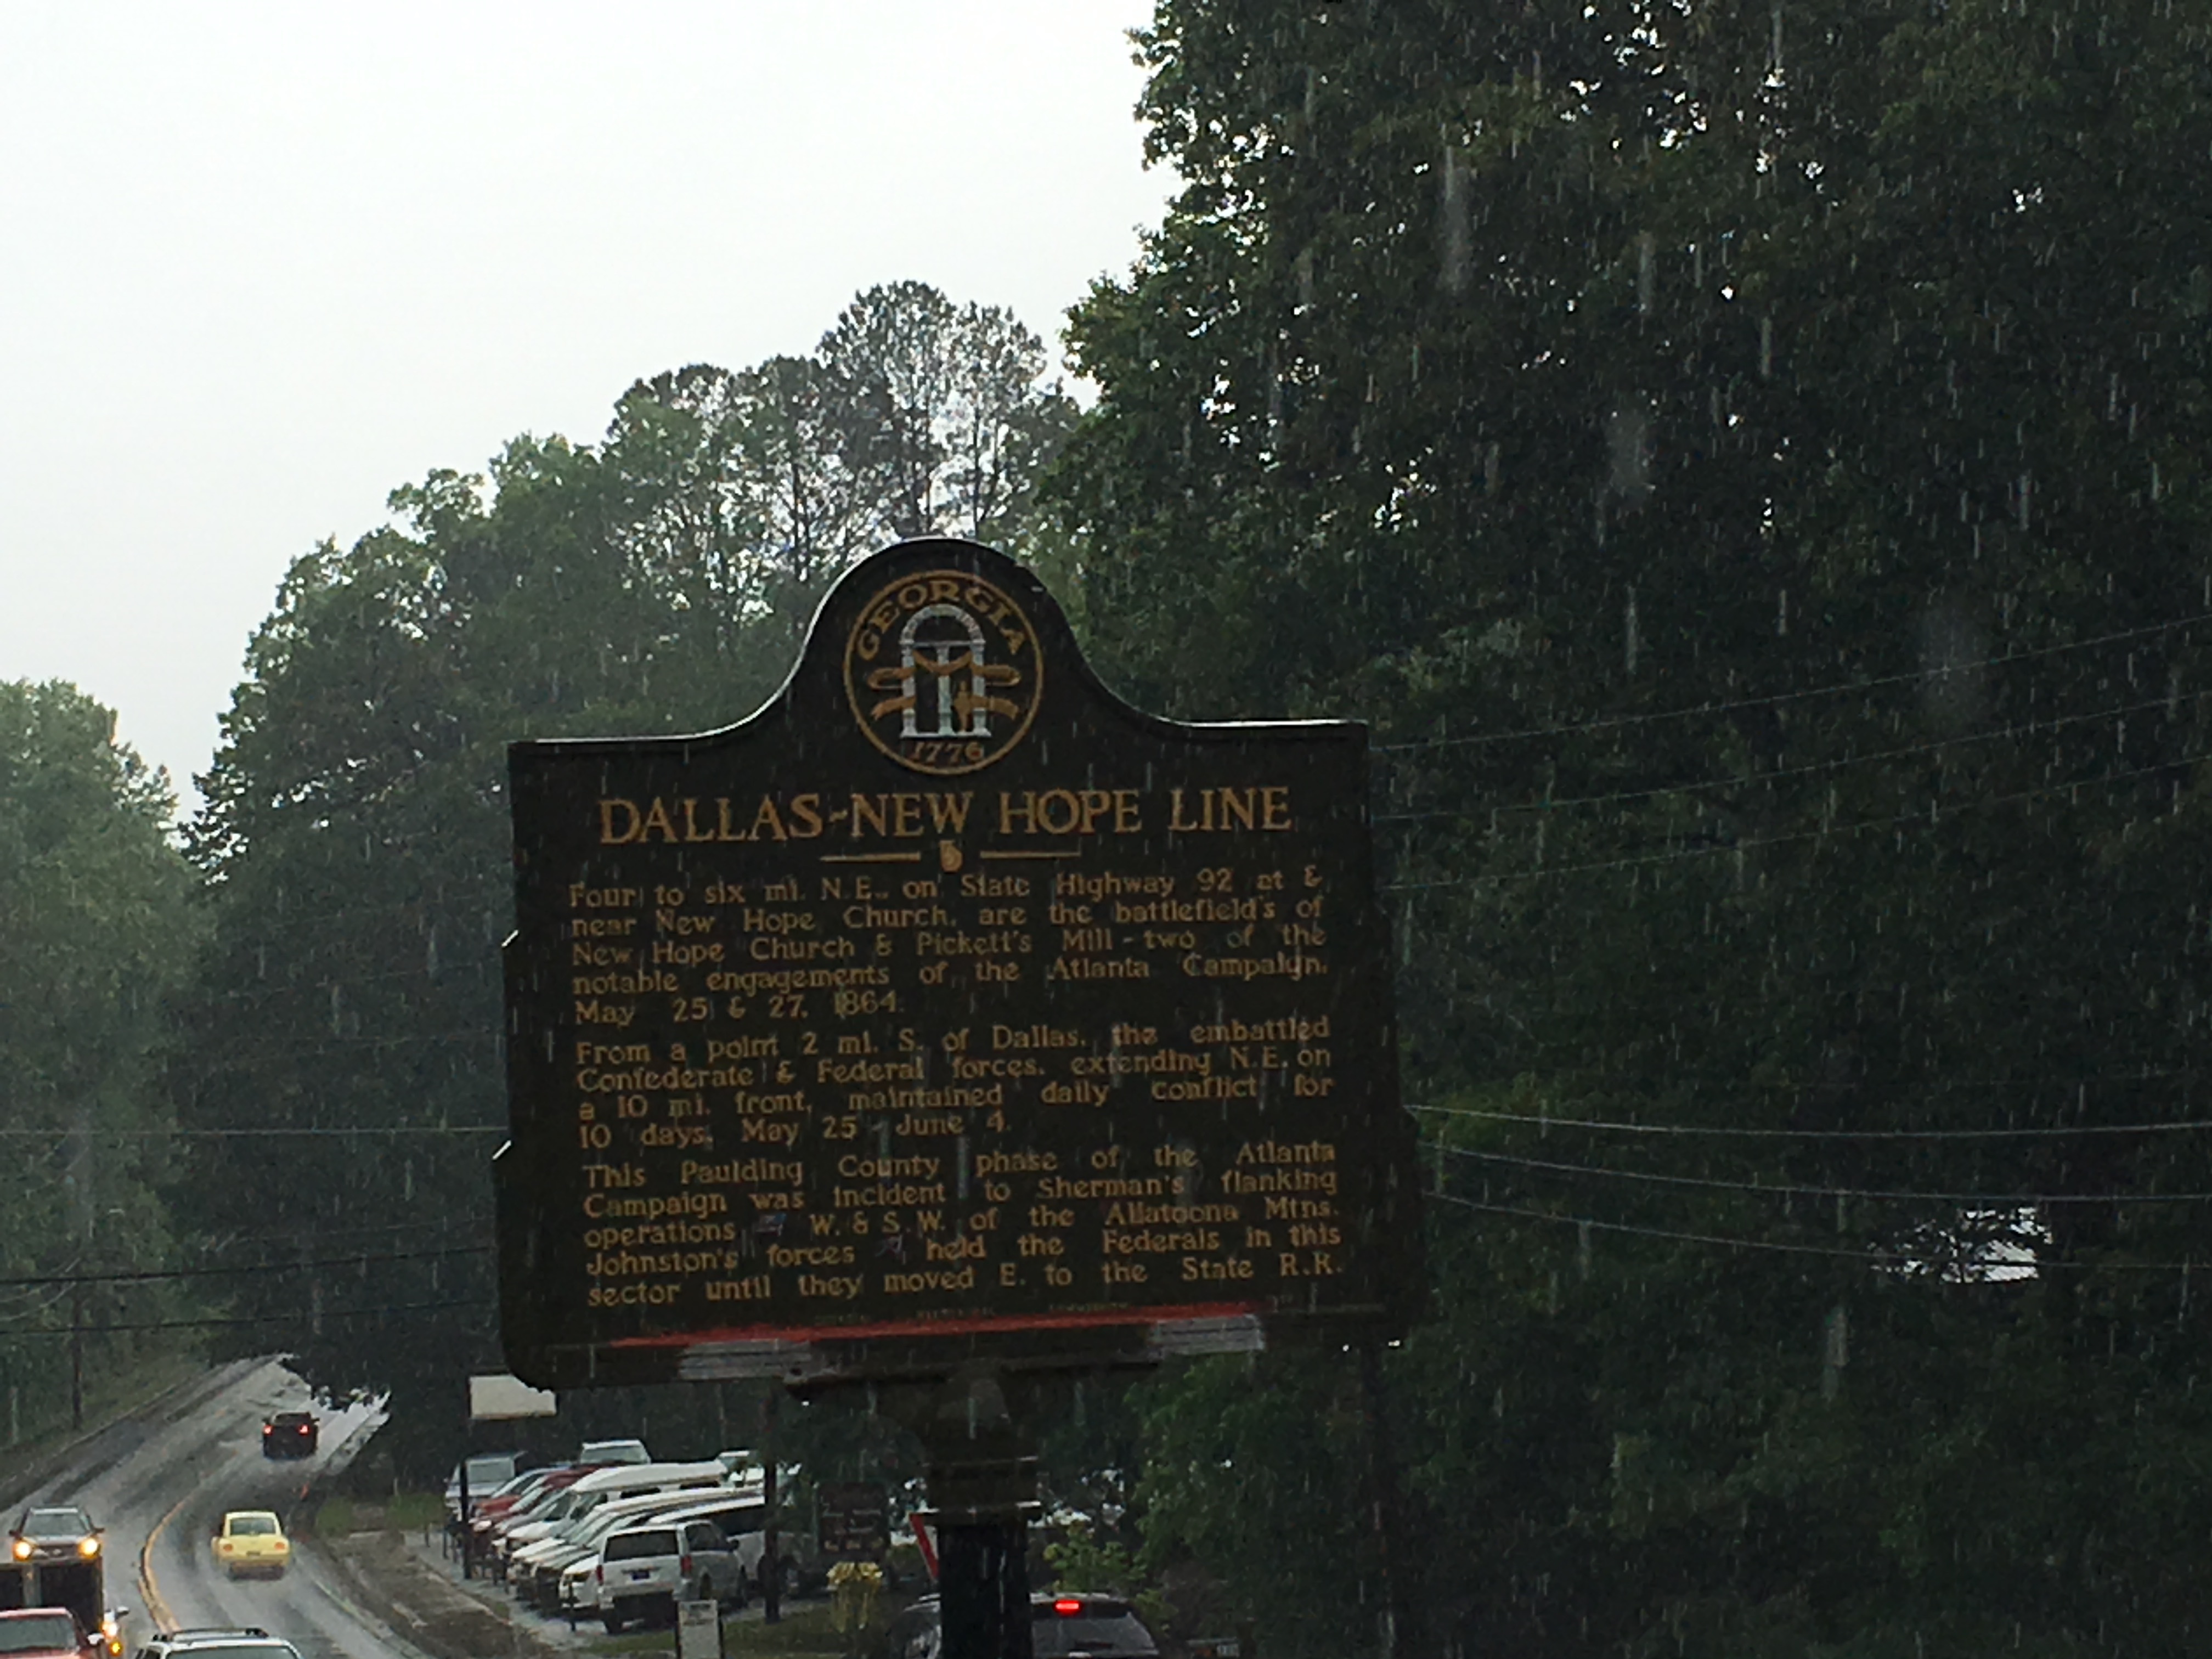 GEORGIA
1776
DALLAS-NEW HOPE LINE
Four to six mi. N.E., on State Highway 92 at &
near New Hope Church, are the battlefield's of
New Hope Church & Pickett's Mill - two of the
notable engagements of the Atlanta Campaign,
May 25 & 27, 1864.
From a point 2 mi. S. of Dallas, the embattled
Confederate & Federal forces, extending N.E. on
a 10 mi. front, maintained daily conflict for
10 days, May 25 - June 4.
This Paulding County phase of the Atlanta
Campaign was incident to Sherman's flanking
operations W. & S.W. of the Allatoona Mtns.
Johnston's forces held the Federals in this
sector until they moved E. to the State R.R.